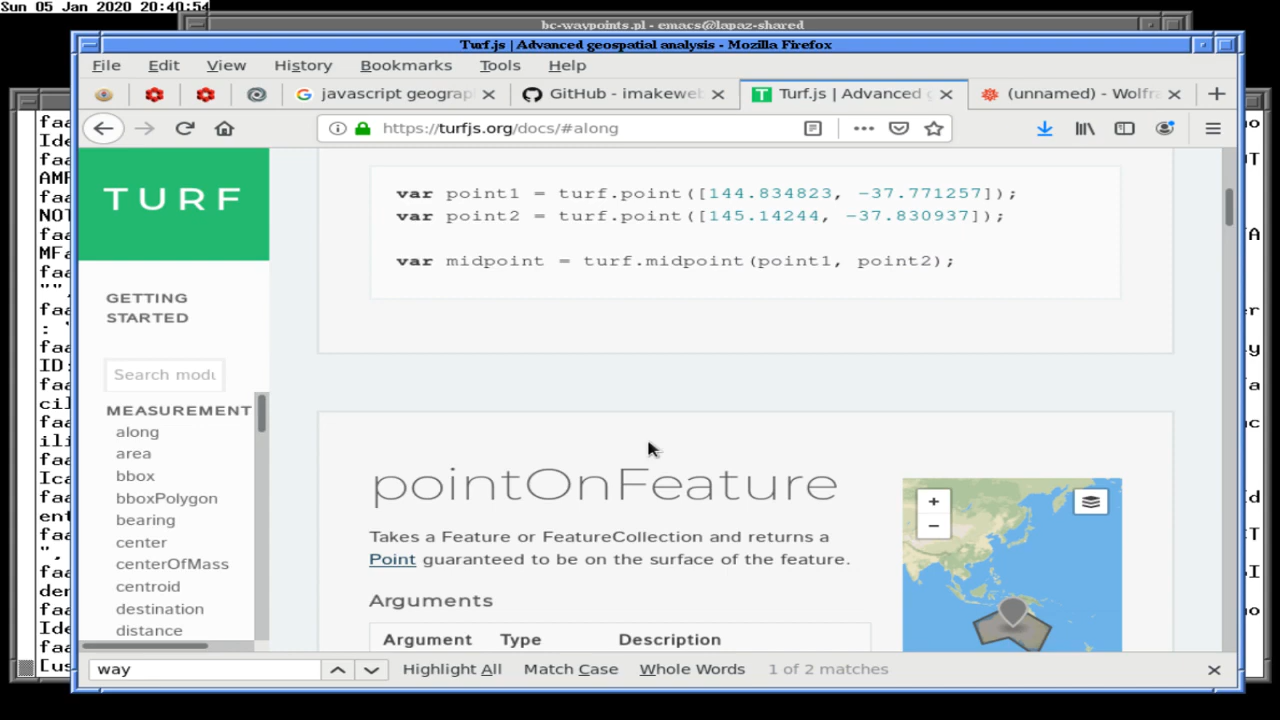 Sun 05 Jan 2020 20:40:54
bc-waypoints.pl - emacs@lapaz-shared
Turf.js | Advanced geospatial analysis - Mozilla Firefox
File Edit View History Bookmarks Tools Help
javascript geograp GitHub - imakewe Turf.js | Advanced g (unnamed) - Wolfra
https://turfjs.org/docs/#along
TURF
var point1 = turf.point([144.834823, -37.771257]);
var point2 = turf.point([145.14244, -37.830937]);
var midpoint = turf.midpoint(point1, point2);
GETTING
STARTED
Search modu
MEASUREMENT
along
area
bbox
bboxPolygon
bearing
center
centerOfMass
centroid
destination
distance
pointOnFeature
Takes a Feature or FeatureCollection and returns a
Point guaranteed to be on the surface of the feature.
Arguments
Argument Type Description
+
−
way Highlight All Match Case Whole Words 1 of 2 matches